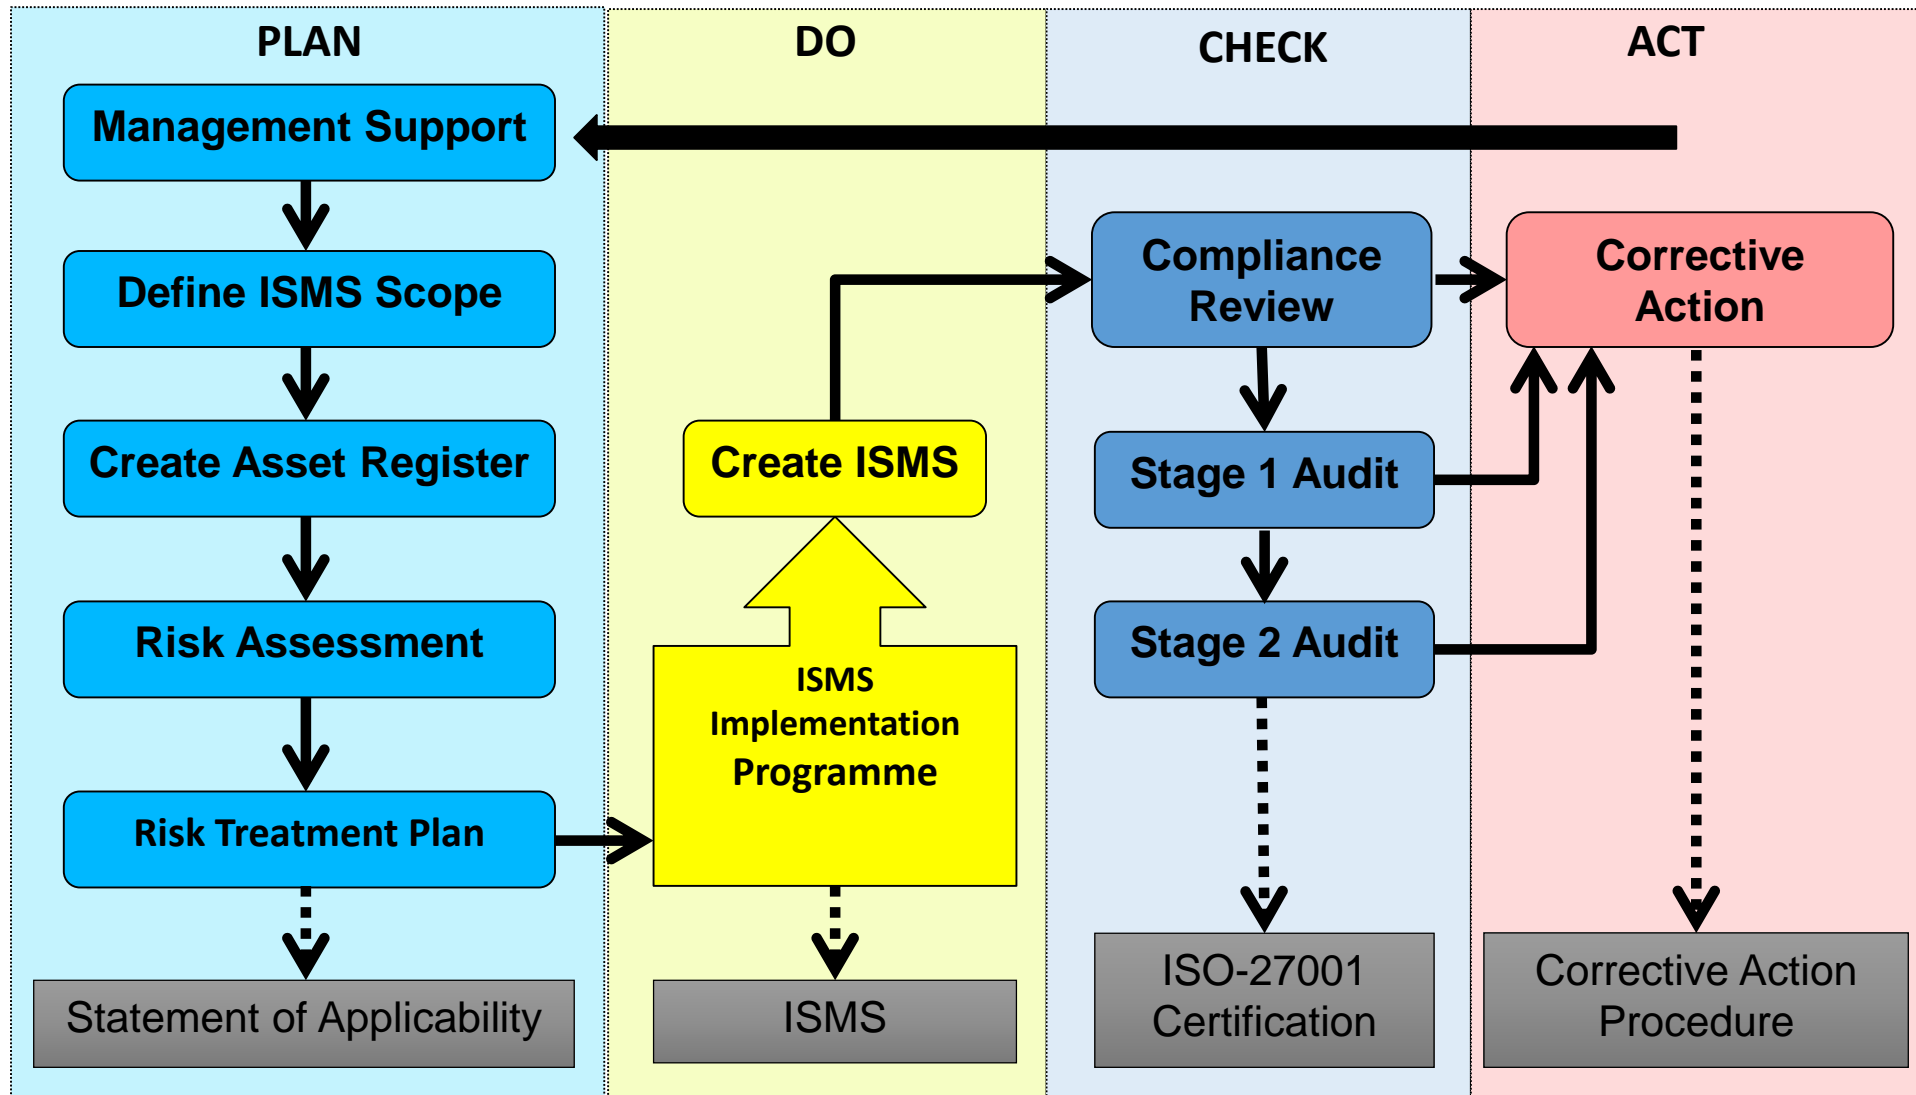 PLAN
Management Support
Define ISMS Scope
Create Asset Register
Risk Assessment
Risk Treatment Plan
Statement of Applicability
DO
Create ISMS
ISMS
Implementation
Programme
ISMS
CHECK
Compliance
Review
Stage 1 Audit
Stage 2 Audit
ISO-27001
Certification
ACT
Corrective
Action
Corrective Action
Procedure